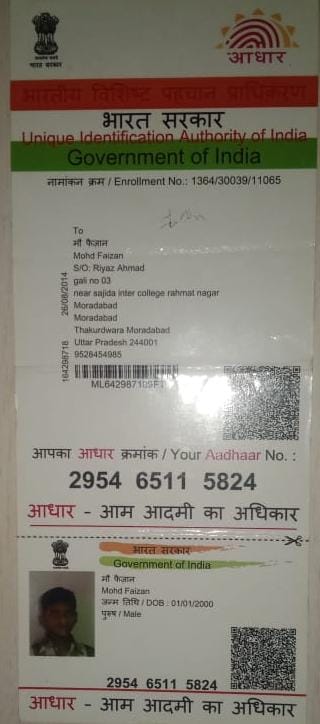 भारत सरकार
आधार
भारतीय विशिष्ट पहचान प्राधिकरण
भारत सरकार
Unique Identification Authority of India
Government of India
नामांकन क्रम / Enrollment No.: 1364/30039/11065
To
मौ फैज़ान
Mohd Faizan
S/O: Riyaz Ahmad
gali no 03
near sajida inter college rahmat nagar
Moradabad
Moradabad
Thakurdwara Moradabad
Uttar Pradesh 244001
9528454985
26/08/2014
164298718
आपका आधार क्रमांक / Your Aadhaar No. :
2954 6511 5824
आधार - आम आदमी का अधिकार
भारत सरकार
Government of India
मौ फैज़ान
Mohd Faizan
जन्म तिथि / DOB : 01/01/2000
पुरुष / Male
2954 6511 5824
आधार - आम आदमी का अधिकार